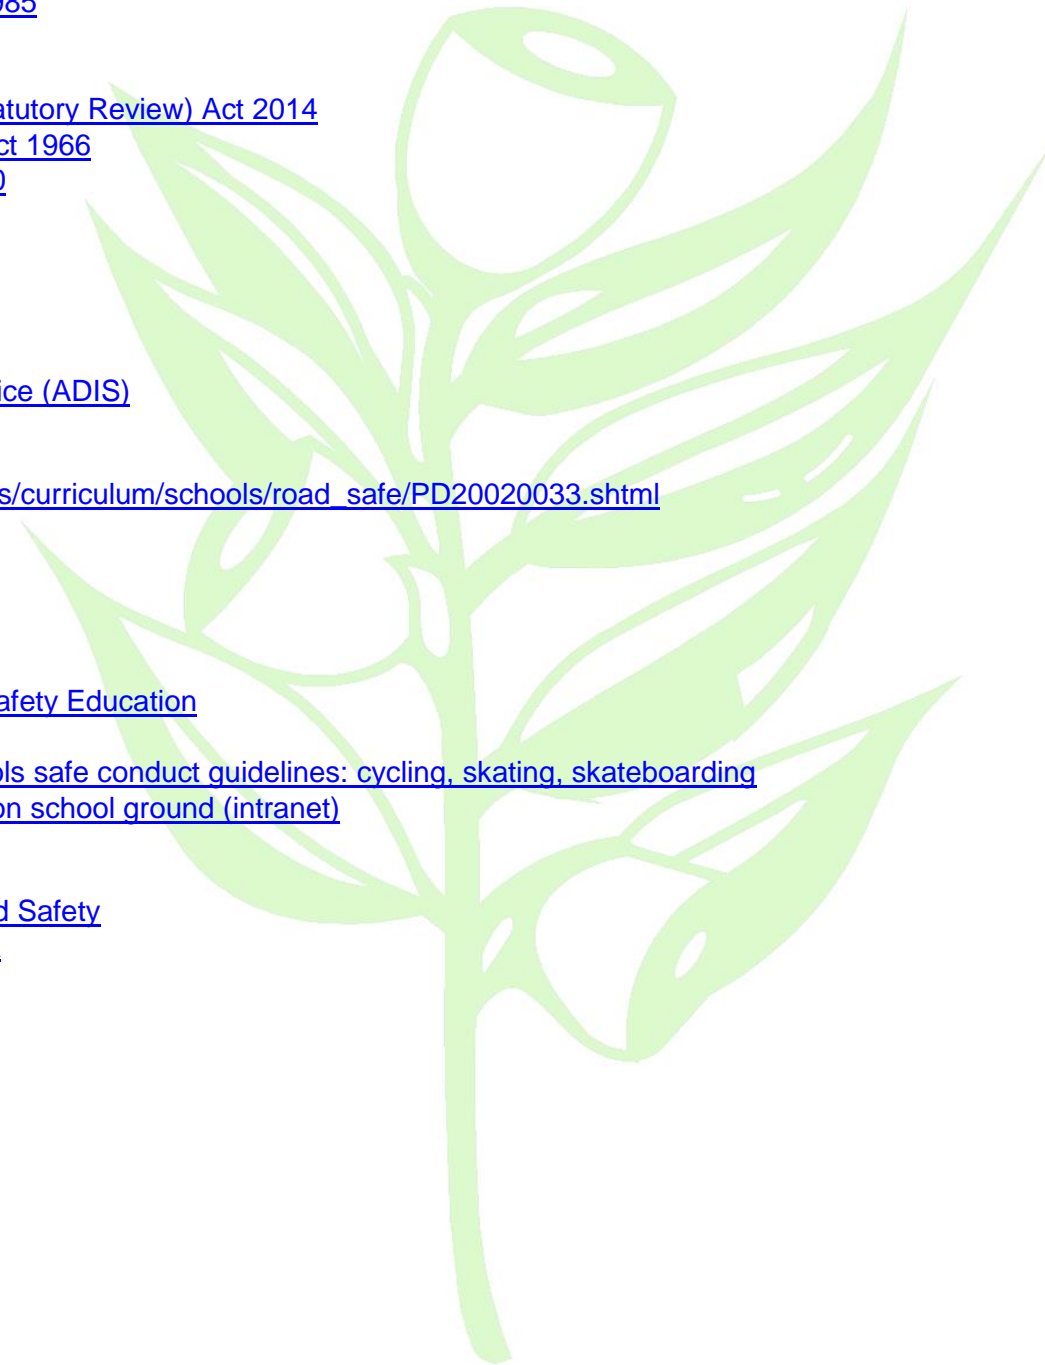 985
atutory Review) Act 2014
ct 1966
0
ice (ADIS)
s/curriculum/schools/road_safe/PD20020033.shtml
afety Education
ols safe conduct guidelines: cycling, skating, skateboarding
on school ground (intranet)
d Safety